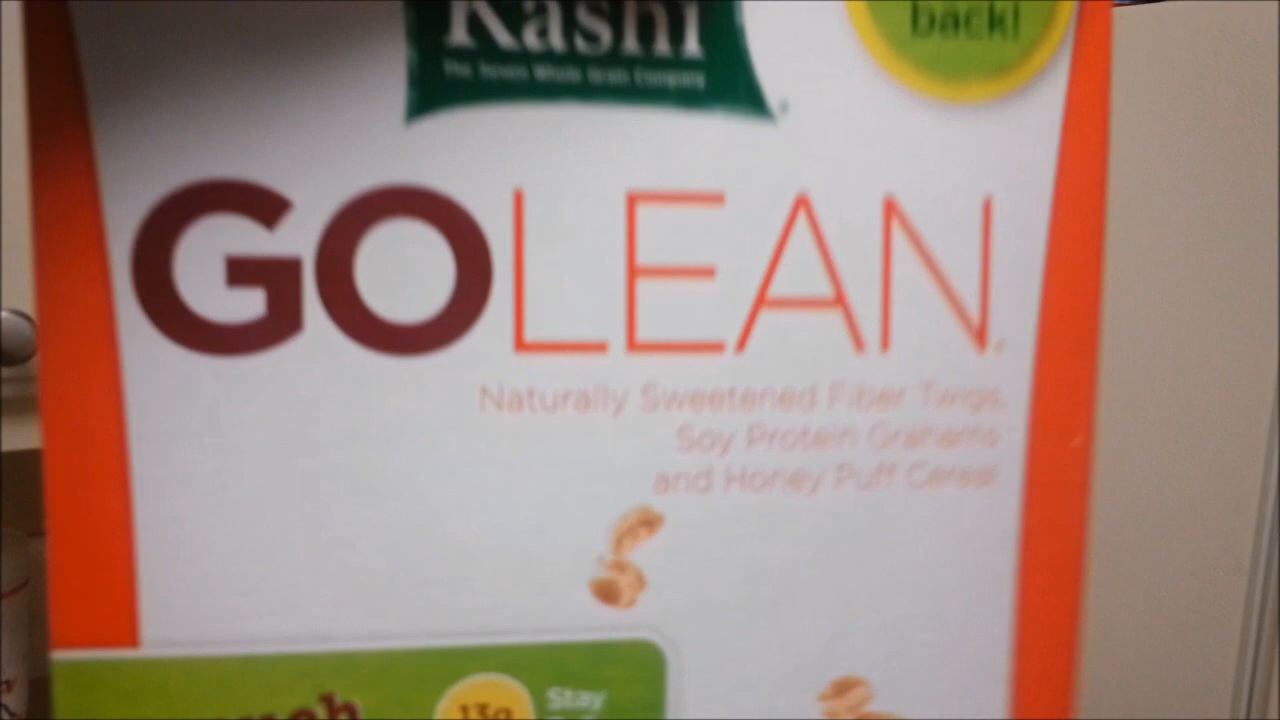 Kashi
The Seven Whole Grain Company
back!
GOLEAN.
Naturally Sweetened Fiber Twigs,
Soy Protein Grahams
and Honey Puff Cereal
13g
Stay